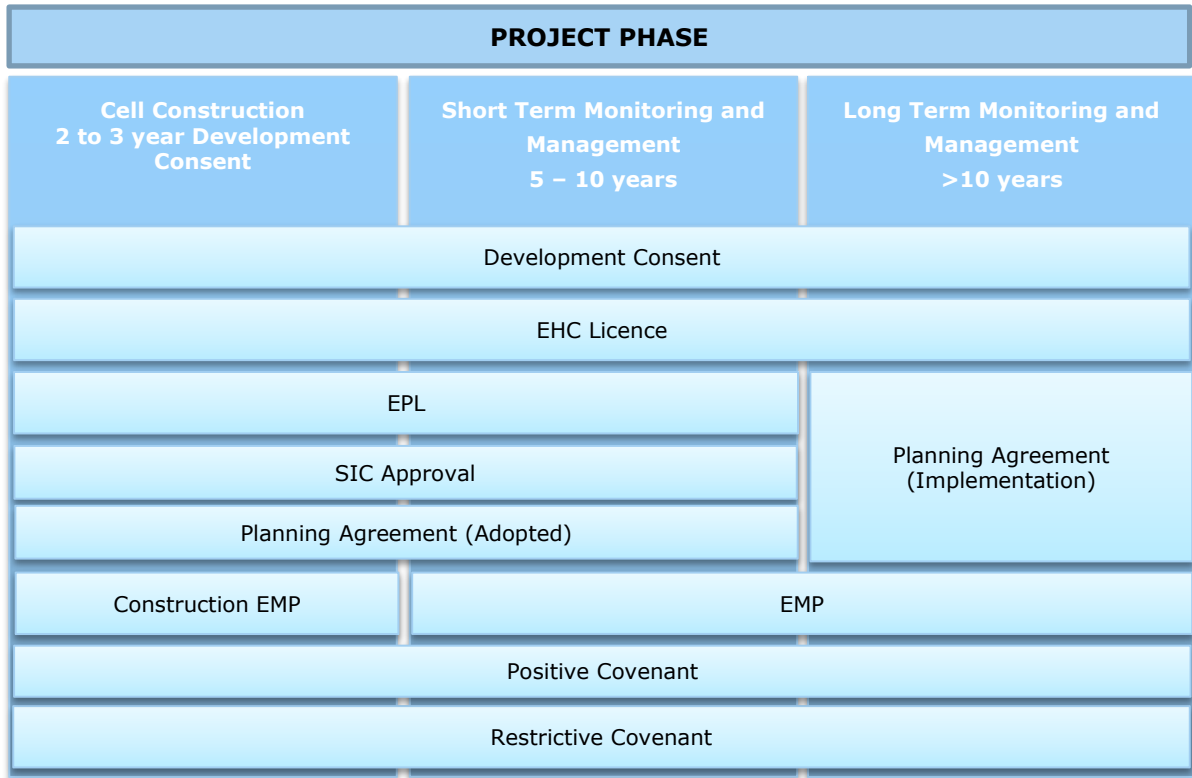 PROJECT PHASE
Cell Construction
2 to 3 year Development
Consent
Short Term Monitoring and
Management
5 – 10 years
Long Term Monitoring and
Management
>10 years
Development Consent
EHC Licence
EPL
SIC Approval
Planning Agreement (Adopted)
Planning Agreement
(Implementation)
Construction EMP
EMP
Positive Covenant
Restrictive Covenant